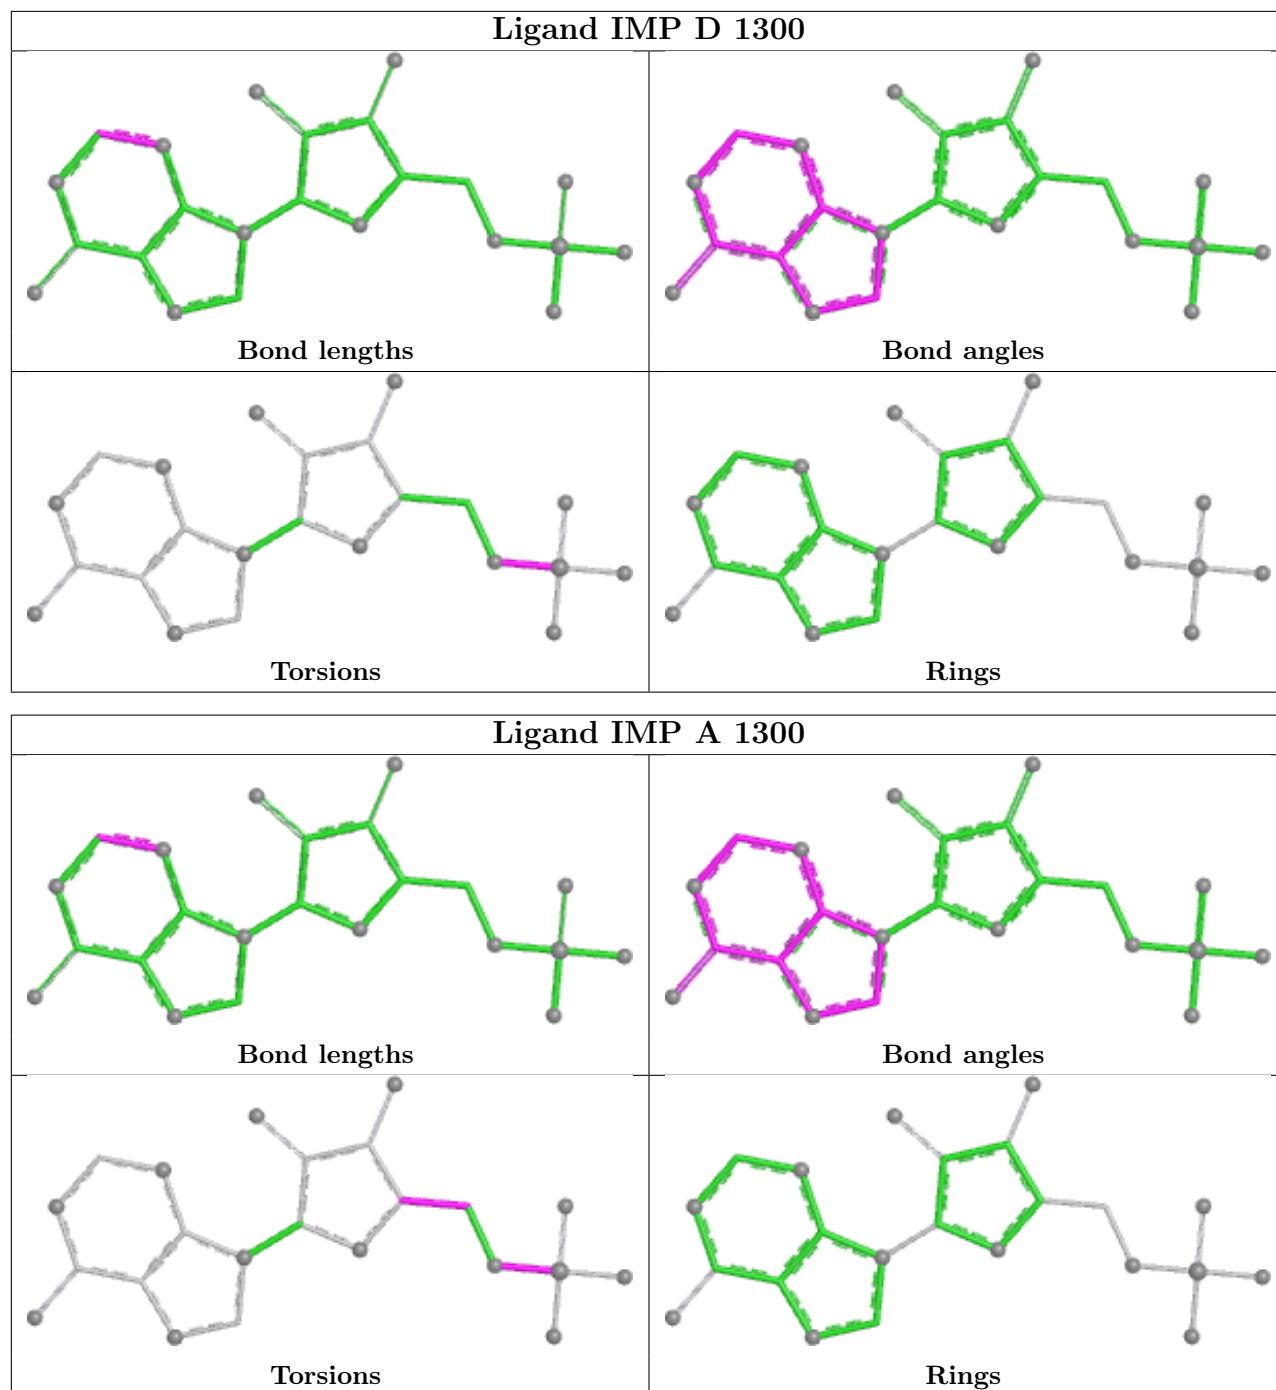 Ligand IMP D 1300
Bond lengths
Bond angles
Torsions
Rings
Ligand IMP A 1300
Bond lengths
Bond angles
Torsions
Rings